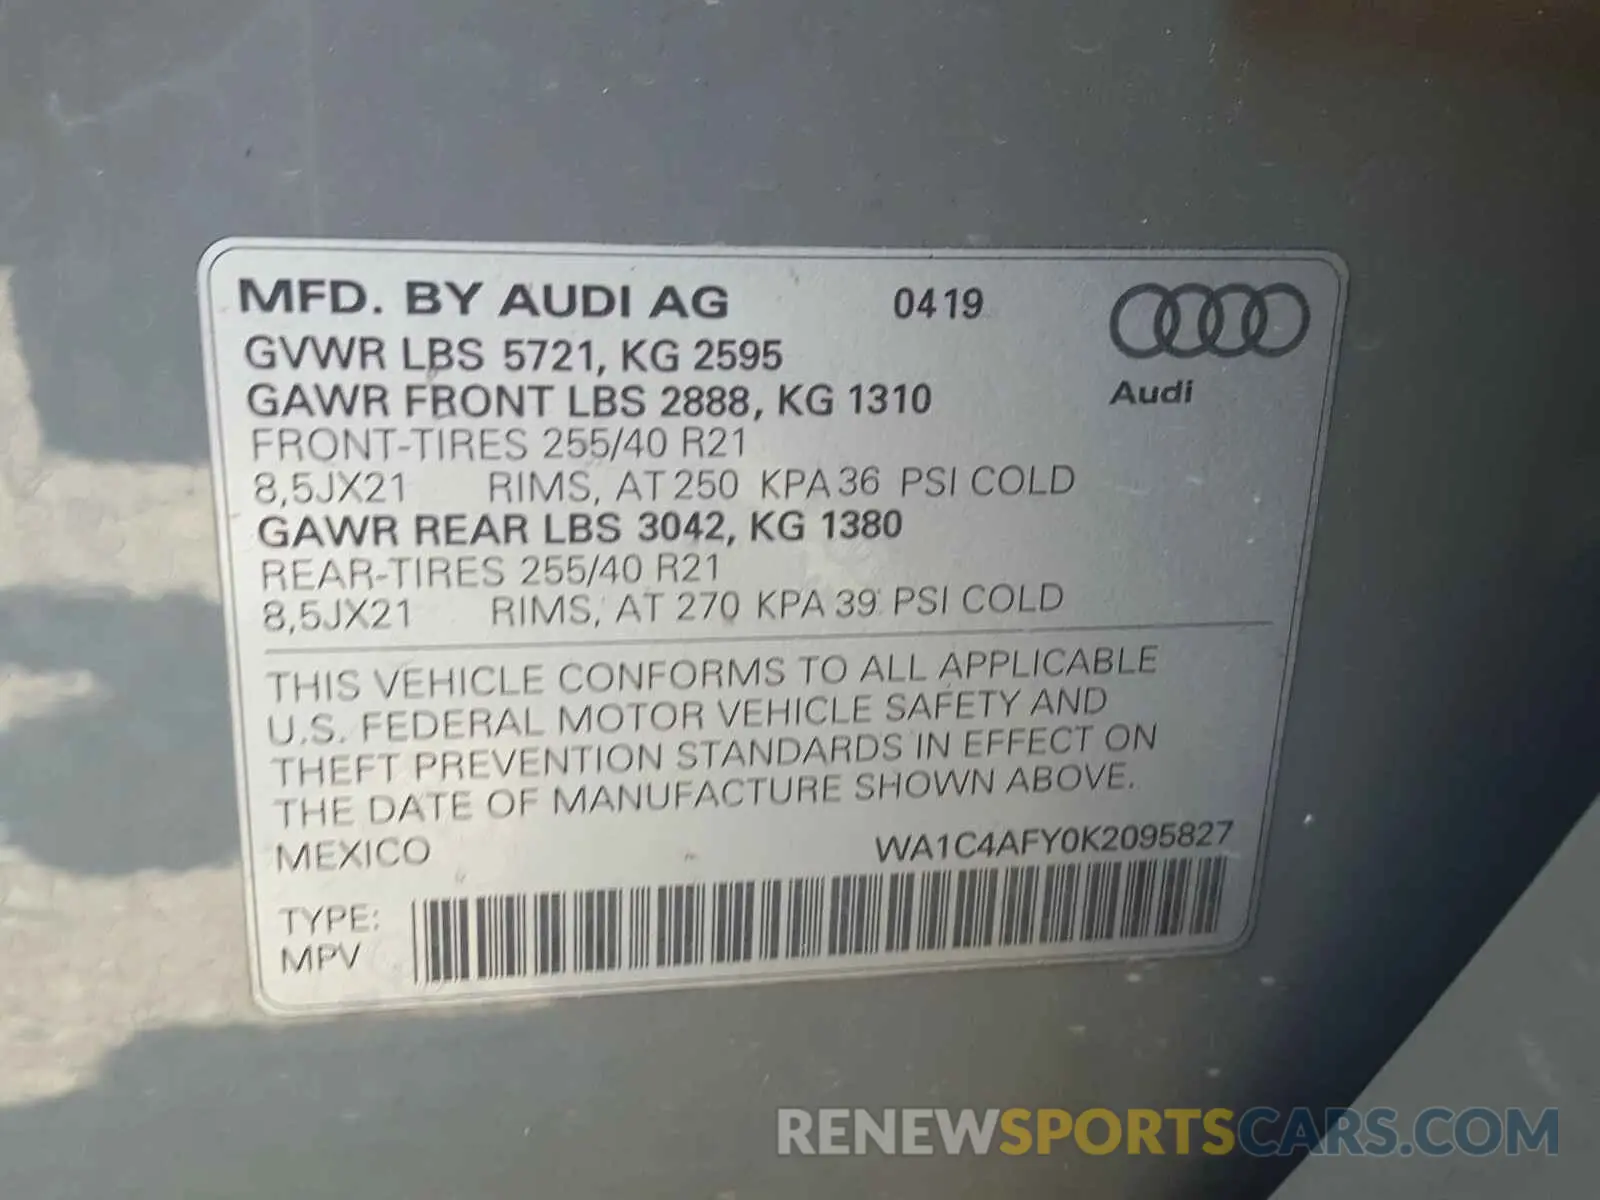 MFD. BY AUDI AG 0419
GVWR LBS 5721, KG 2595
GAWR FRONT LBS 2888, KG 1310
Audi
FRONT-TIRES 255/40 R21
8,5JX21 RIMS, AT 250 KPA 36 PSI COLD
GAWR REAR LBS 3042, KG 1380
REAR-TIRES 255/40 R21
8,5JX21 RIMS, AT 270 KPA 39 PSI COLD
THIS VEHICLE CONFORMS TO ALL APPLICABLE
U.S. FEDERAL MOTOR VEHICLE SAFETY AND
THEFT PREVENTION STANDARDS IN EFFECT ON
THE DATE OF MANUFACTURE SHOWN ABOVE.
MEXICO WA1C4AFY0K2095827
TYPE:
MPV
RENEWSPORTSCARS.COM